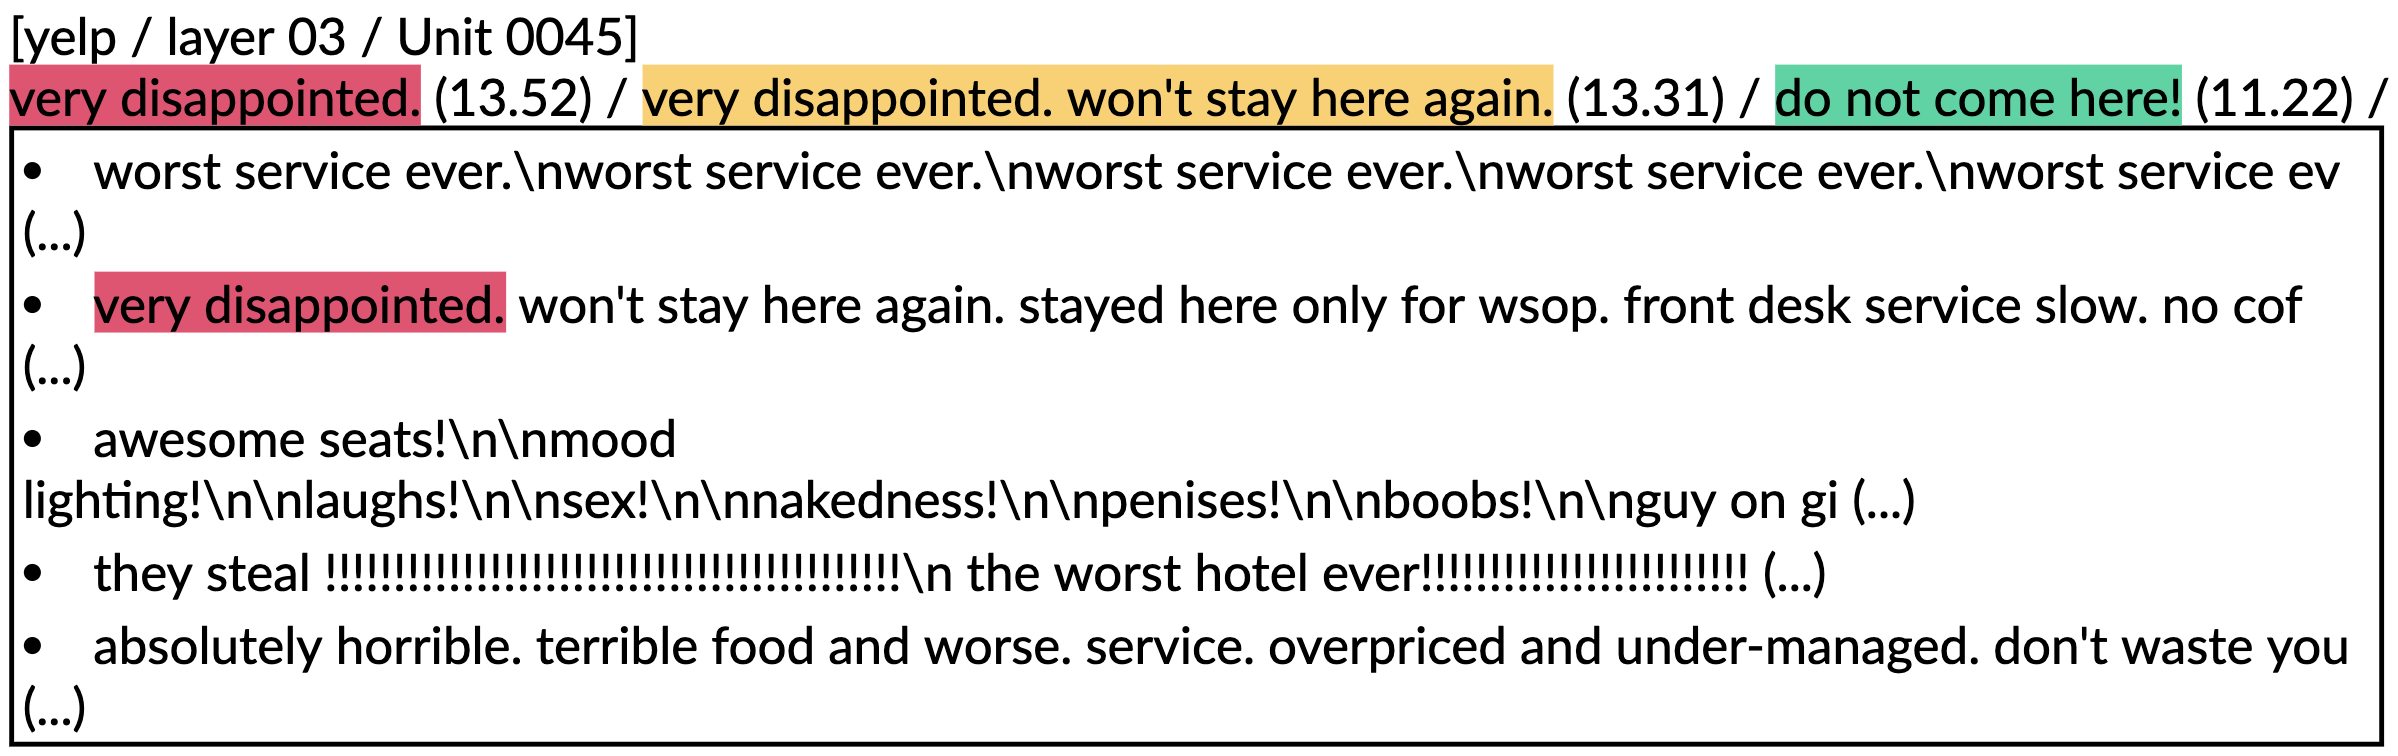 [yelp / layer 03 / Unit 0045]
very disappointed. (13.52) / very disappointed. won't stay here again. (13.31) / do not come here! (11.22) /
• worst service ever.\nworst service ever.\nworst service ever.\nworst service ever.\nworst service ev
(...)
• very disappointed. won't stay here again. stayed here only for wsop. front desk service slow. no cof
(...)
• awesome seats!\n\nmood
lighting!\n\nlaughs!\n\nsex!\n\nnakedness!\n\npenises!\n\nboobs!\n\nguy on gi (...)
• they steal !!!!!!!!!!!!!!!!!!!!!!!!!!!!!!!!!!!!!!!!!!\n the worst hotel ever!!!!!!!!!!!!!!!!!!!!!!!! (...)
• absolutely horrible. terrible food and worse. service. overpriced and under-managed. don't waste you
(...)